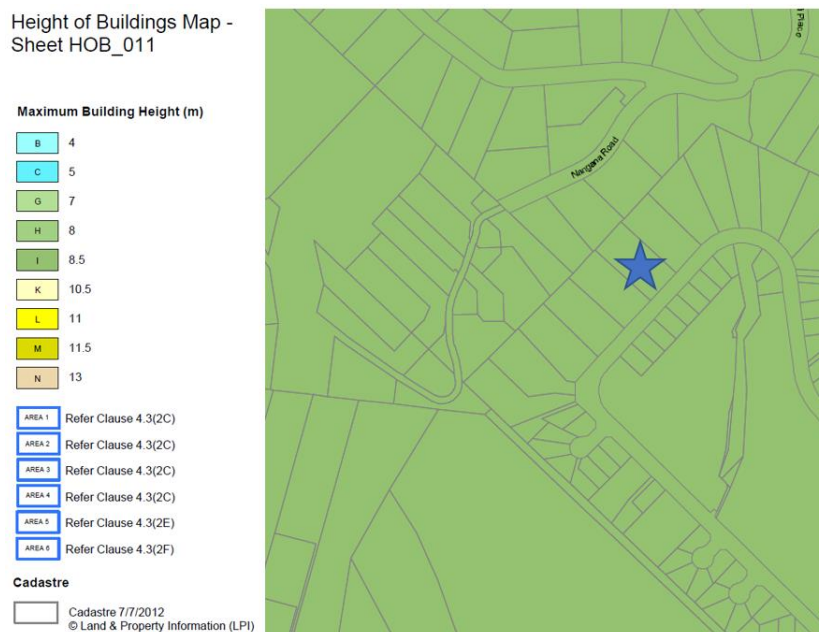 Height of Buildings Map -
Sheet HOB_011
Maximum Building Height (m)
B 4
C 5
G 7
H 8
I 8.5
K 10.5
L 11
M 11.5
N 13
AREA 1 Refer Clause 4.3(2C)
AREA 2 Refer Clause 4.3(2C)
AREA 3 Refer Clause 4.3(2C)
AREA 4 Refer Clause 4.3(2C)
AREA 5 Refer Clause 4.3(2E)
AREA 6 Refer Clause 4.3(2F)
Cadastre
Cadastre 7/7/2012
© Land & Property Information (LPI)
Nangana Road
Place